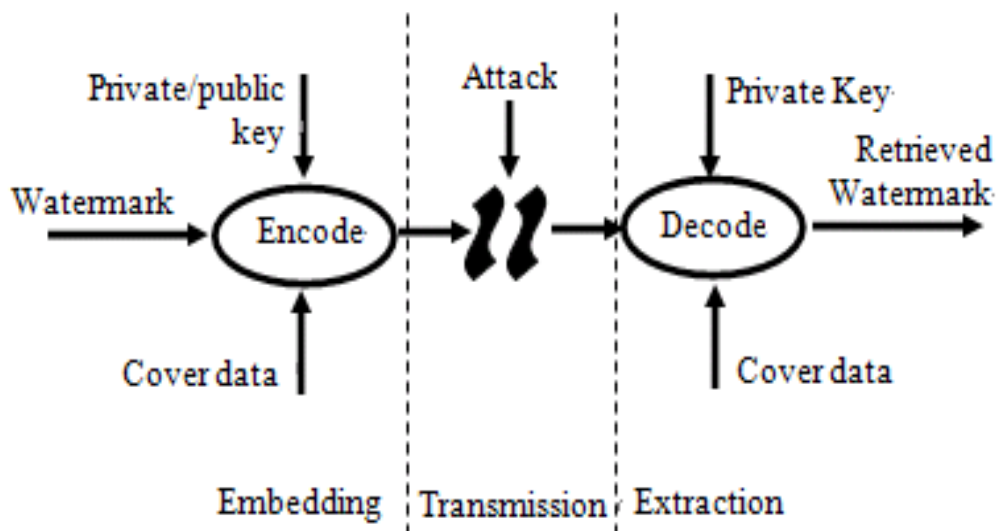 Private/public
key
Attack
Private Key
Retrieved
Watermark
Watermark
Encode
Decode
Cover data
Cover data
Embedding
Transmission
Extraction